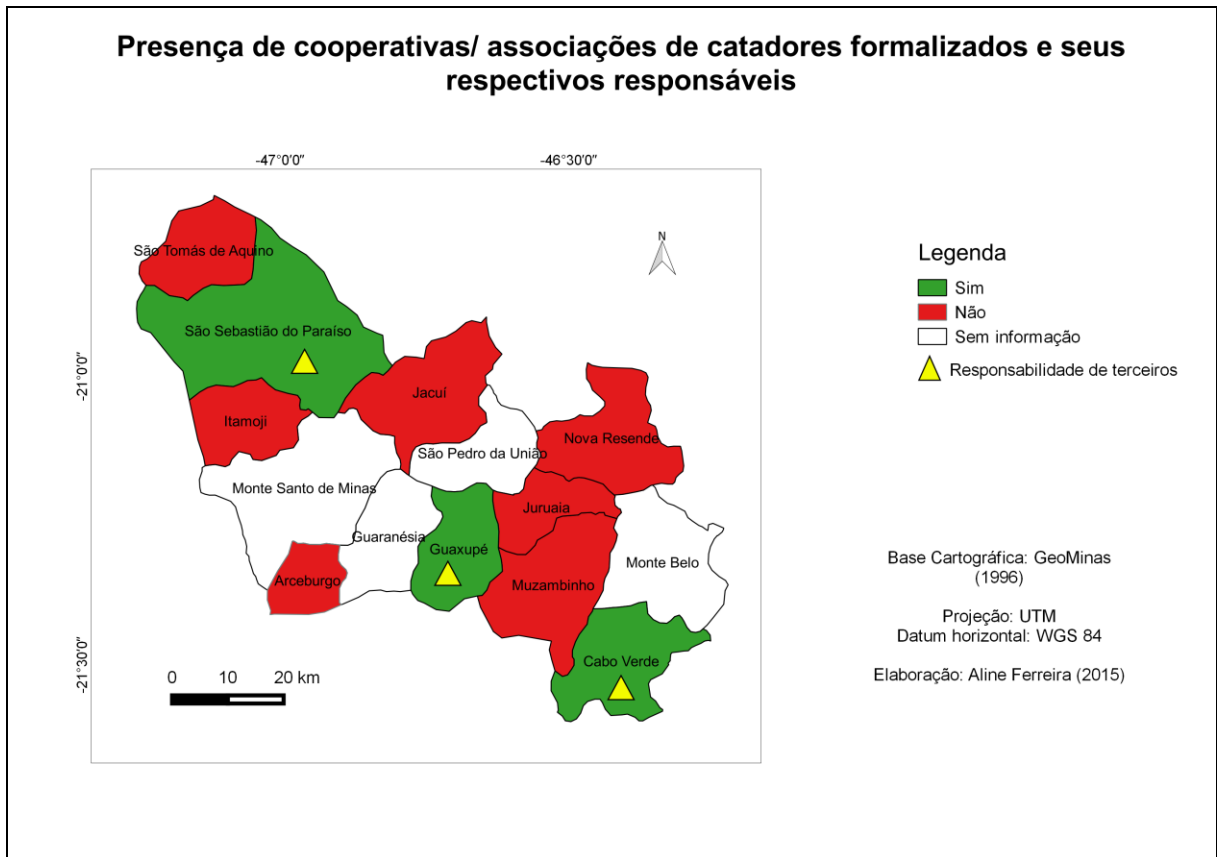 Presença de cooperativas/ associações de catadores formalizados e seus
respectivos responsáveis
-47°0'0"
-46°30'0"
N
São Tomás de Aquino
São Sebastião do Paraíso
-21°0'0"
Jacuí
Itamoji
Nova Resende
São Pedro da União
Monte Santo de Minas
Juruaia
Guaranésia
Guaxupé
Monte Belo
Arceburgo
Muzambinho
Cabo Verde
-21°30'0"
0 10 20 km
Legenda
Sim
Não
Sem informação
Responsabilidade de terceiros
Base Cartográfica: GeoMinas
(1996)
Projeção: UTM
Datum horizontal: WGS 84
Elaboração: Aline Ferreira (2015)